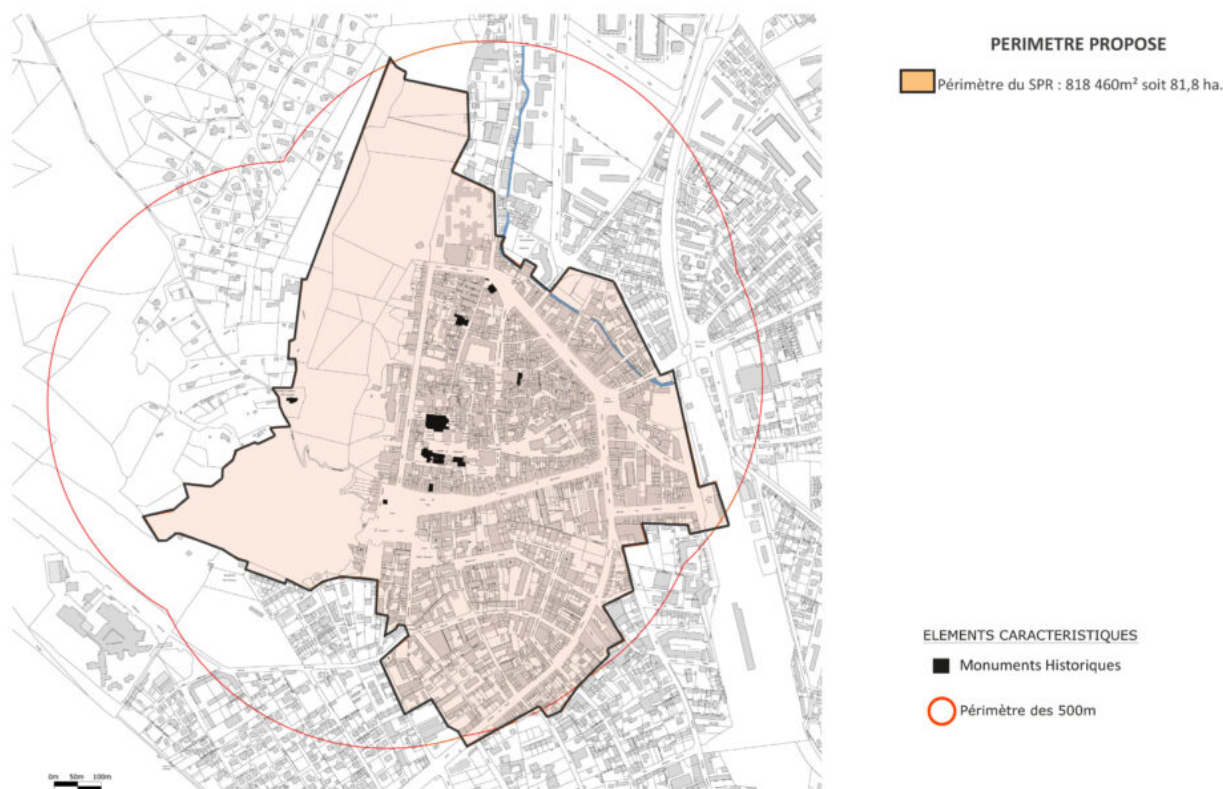 PERIMETRE PROPOSE
Périmètre du SPR : 818 460m² soit 81,8 ha.
ELEMENTS CARACTERISTIQUES
Monuments Historiques
Périmètre des 500m
0m 50m 100m